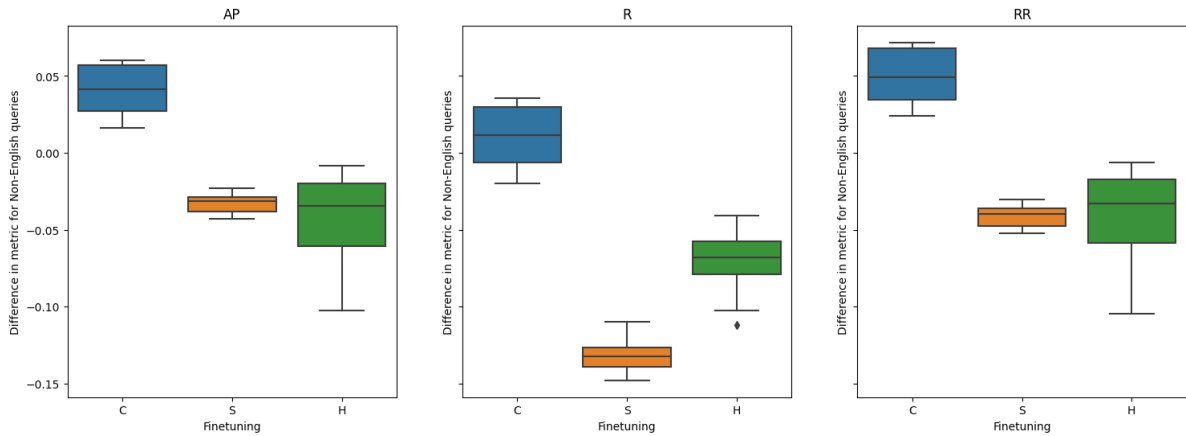 AP
Difference in metric for Non-English queries
0.05
0.00
−0.05
−0.10
−0.15
C S H
Finetuning
R
Difference in metric for Non-English queries
C S H
Finetuning
RR
Difference in metric for Non-English queries
C S H
Finetuning